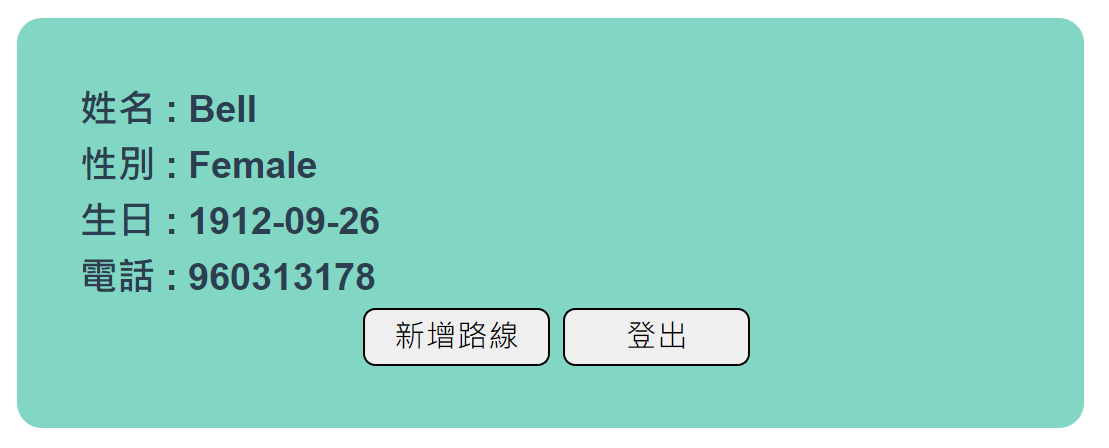 姓名 : Bell
性別 : Female
生日 : 1912-09-26
電話 : 960313178
新增路線 登出